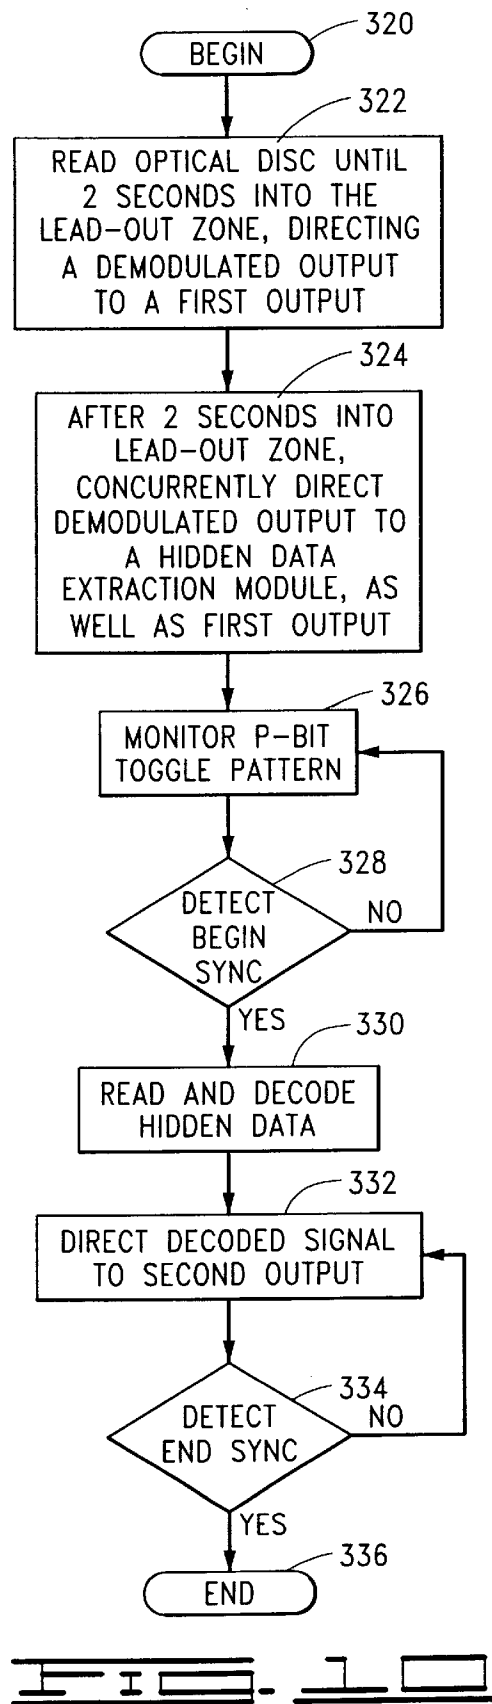 BEGIN
320
322
READ OPTICAL DISC UNTIL
2 SECONDS INTO THE
LEAD-OUT ZONE, DIRECTING
A DEMODULATED OUTPUT
TO A FIRST OUTPUT
324
AFTER 2 SECONDS INTO
LEAD-OUT ZONE,
CONCURRENTLY DIRECT
DEMODULATED OUTPUT TO
A HIDDEN DATA
EXTRACTION MODULE, AS
WELL AS FIRST OUTPUT
326
MONITOR P-BIT
TOGGLE PATTERN
328
DETECT
BEGIN
SYNC
NO
YES
330
READ AND DECODE
HIDDEN DATA
332
DIRECT DECODED SIGNAL
TO SECOND OUTPUT
334
DETECT
END SYNC
NO
YES
336
END